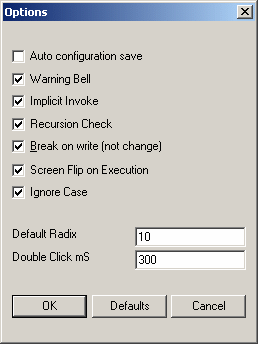 Options
Auto configuration save
Warning Bell
Implicit Invoke
Recursion Check
Break on write (not change)
Screen Flip on Execution
Ignore Case
Default Radix 10
Double Click mS 300
OK Defaults Cancel